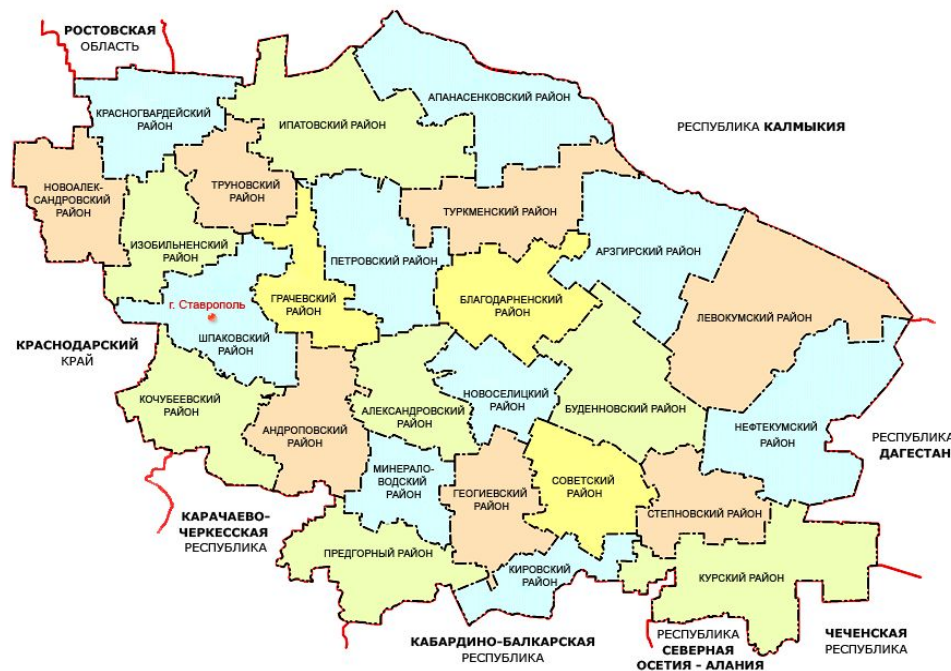 РОСТОВСКАЯ
ОБЛАСТЬ
КРАСНОГВАРДЕЙСКИЙ
РАЙОН
АПАНАСЕНКОВСКИЙ РАЙОН
ИПАТОВСКИЙ РАЙОН
РЕСПУБЛИКА КАЛМЫКИЯ
НОВОАЛЕК-
САНДРОВСКИЙ
РАЙОН
ТРУНОВСКИЙ
РАЙОН
ТУРКМЕНСКИЙ РАЙОН
ИЗОБИЛЬНЕНСКИЙ
РАЙОН
ПЕТРОВСКИЙ РАЙОН
АРЗГИРСКИЙ РАЙОН
г. Ставрополь
ГРАЧЕВСКИЙ
РАЙОН
БЛАГОДАРНЕНСКИЙ
РАЙОН
ЛЕВОКУМСКИЙ РАЙОН
ШПАКОВСКИЙ
РАЙОН
КРАСНОДАРСКИЙ
КРАЙ
КОЧУБЕЕВСКИЙ
РАЙОН
АНДРОПОВСКИЙ
РАЙОН
АЛЕКСАНДРОВСКИЙ
РАЙОН
НОВОСЕЛИЦКИЙ
РАЙОН
БУДЕННОВСКИЙ
РАЙОН
НЕФТЕКУМСКИЙ
РАЙОН
РЕСПУБЛИКА
ДАГЕСТАН
МИНЕРАЛО-
ВОДСКИЙ
РАЙОН
ГЕОГИЕВСКИЙ
РАЙОН
СОВЕТСКИЙ
РАЙОН
СТЕПНОВСКИЙ РАЙОН
КАРАЧАЕВО-
ЧЕРКЕССКАЯ
РЕСПУБЛИКА
ПРЕДГОРНЫЙ РАЙОН
КИРОВСКИЙ
РАЙОН
КУРСКИЙ РАЙОН
КАБАРДИНО-БАЛКАРСКАЯ
РЕСПУБЛИКА
РЕСПУБЛИКА
СЕВЕРНАЯ
ОСЕТИЯ - АЛАНИЯ
ЧЕЧЕНСКАЯ
РЕСПУБЛИКА